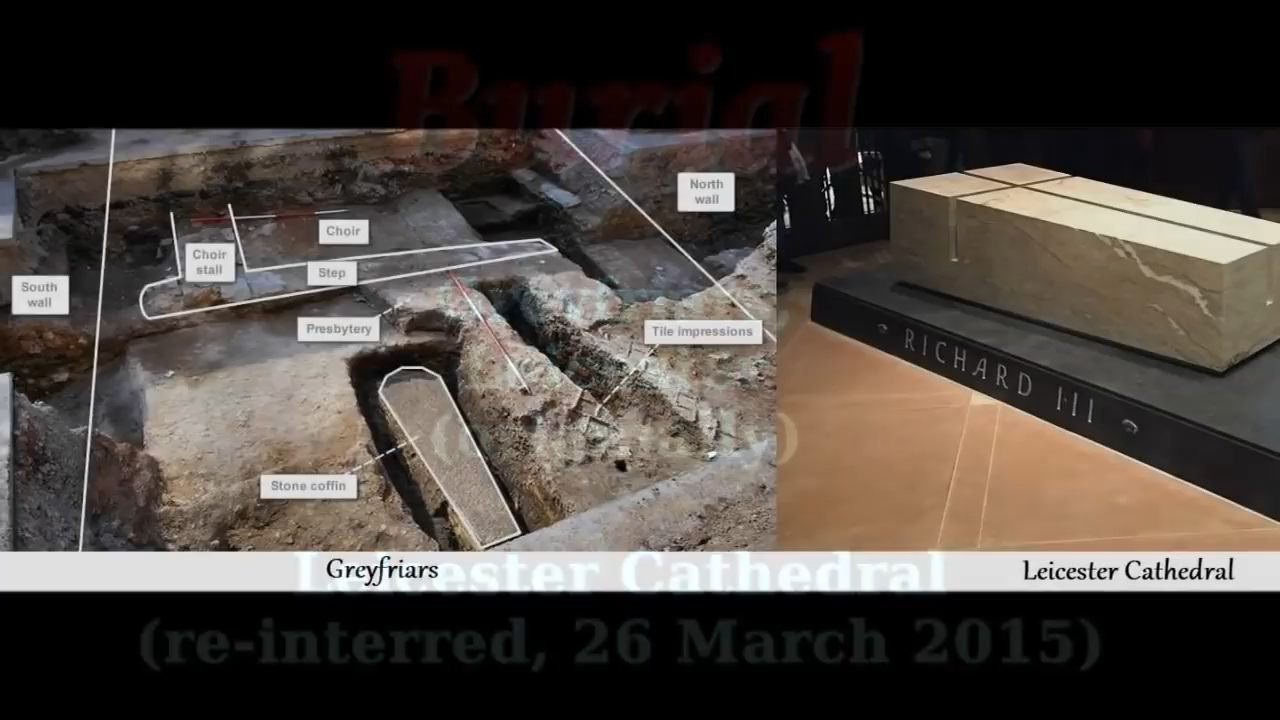 Burial
North
wall
Choir
Choir
stall
Step
South
wall
Presbytery
Tile impressions
Stone coffin
RICHARD III
Greyfriars
Leicester Cathedral
Leicester Cathedral
(re-interred, 26 March 2015)